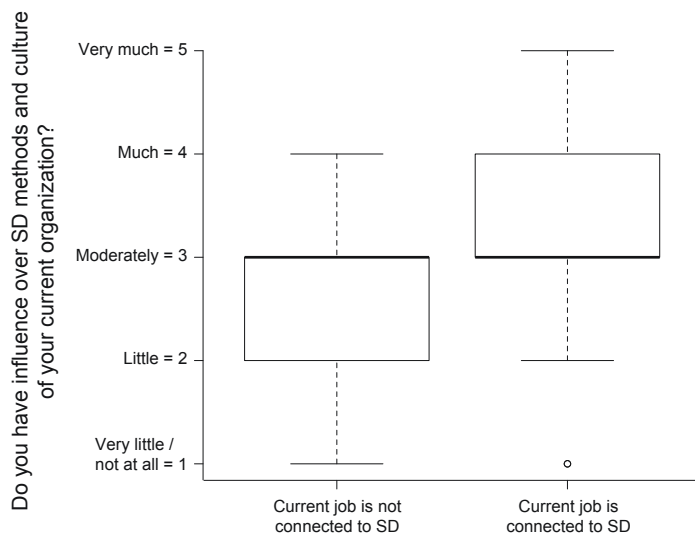 Do you have influence over SD methods and culture
of your current organization?
Very much = 5
Much = 4
Moderately = 3
Little = 2
Very little /
not at all = 1
Current job is not
connected to SD
Current job is
connected to SD